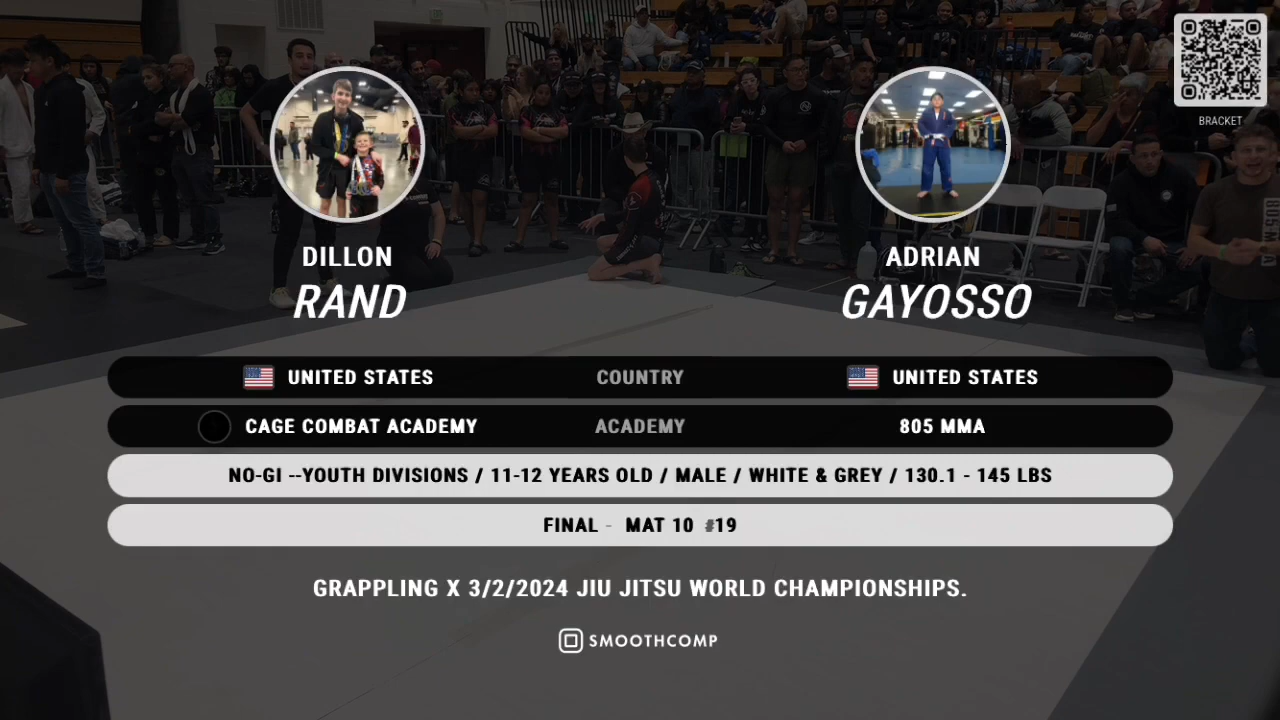 BRACKET
DILLON
RAND
ADRIAN
GAYOSSO
UNITED STATES COUNTRY UNITED STATES
CAGE COMBAT ACADEMY ACADEMY 805 MMA
NO-GI --YOUTH DIVISIONS / 11-12 YEARS OLD / MALE / WHITE & GREY / 130.1 - 145 LBS
FINAL - MAT 10 #19
GRAPPLING X 3/2/2024 JIU JITSU WORLD CHAMPIONSHIPS.
SMOOTHCOMP